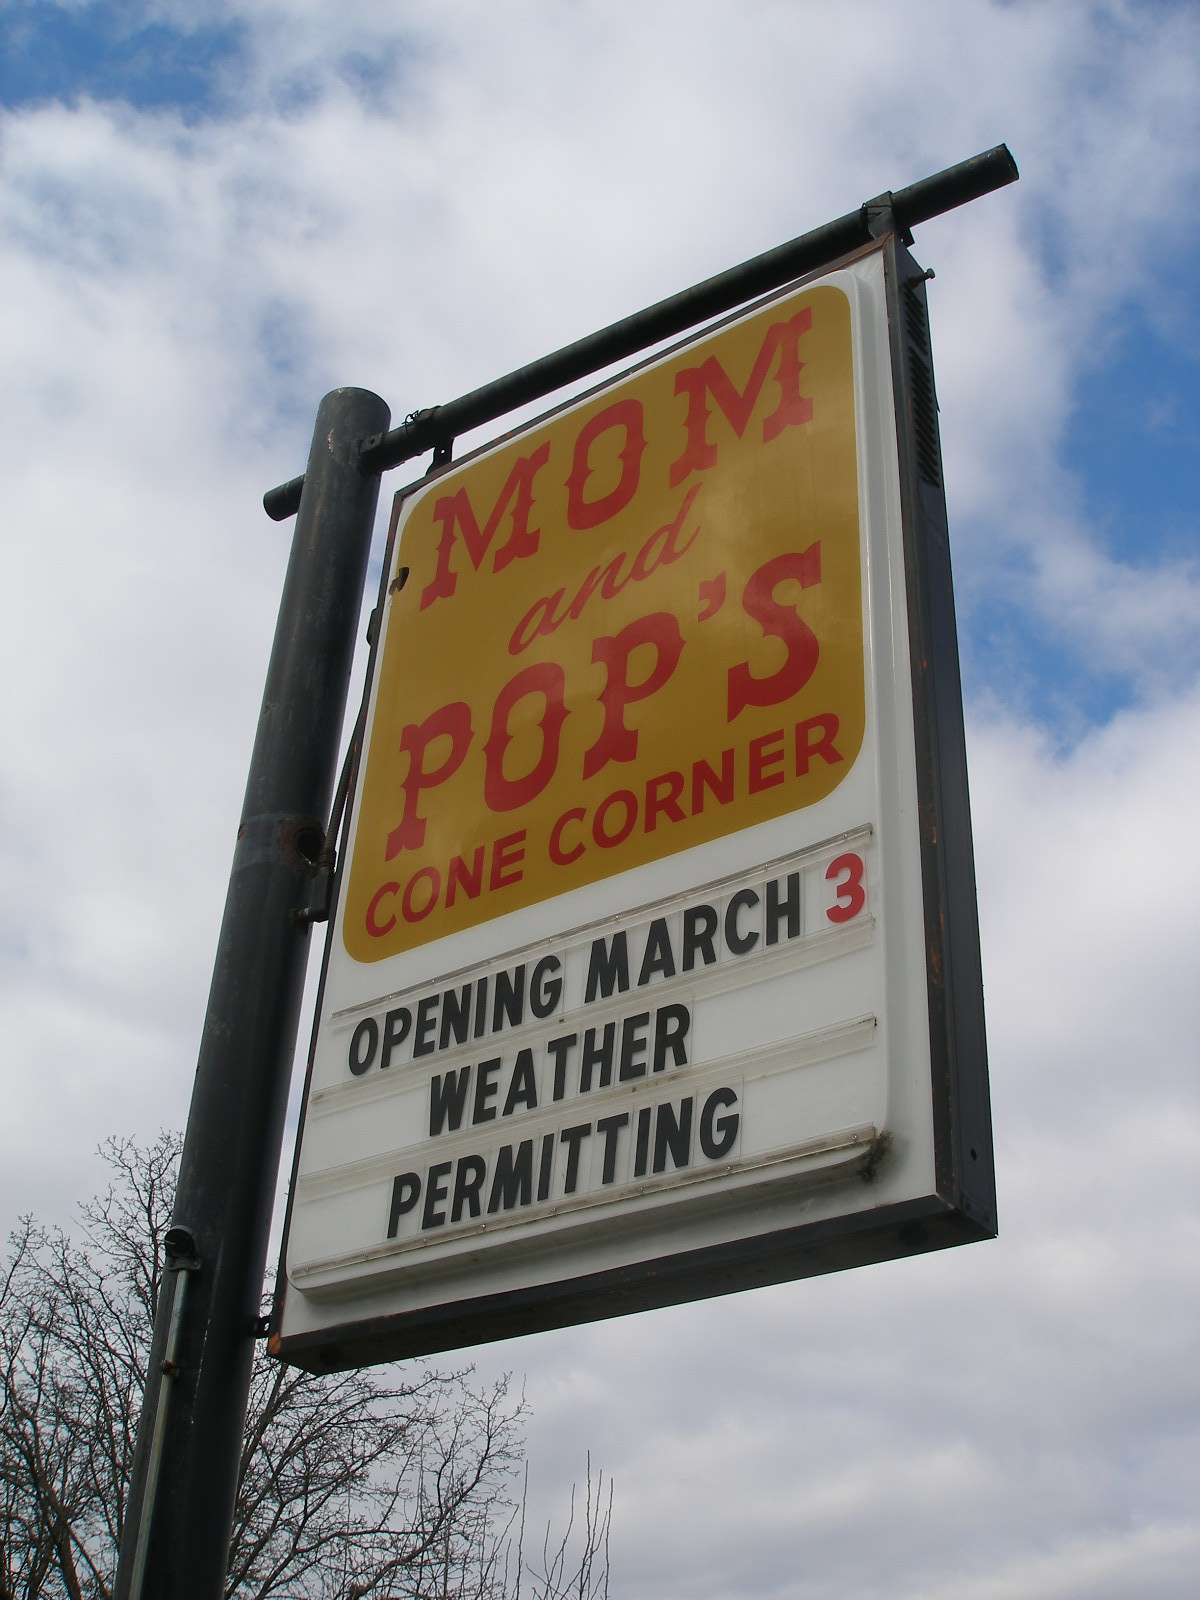 MOM
and
POP'S
CONE CORNER
OPENING MARCH 3
WEATHER
PERMITTING